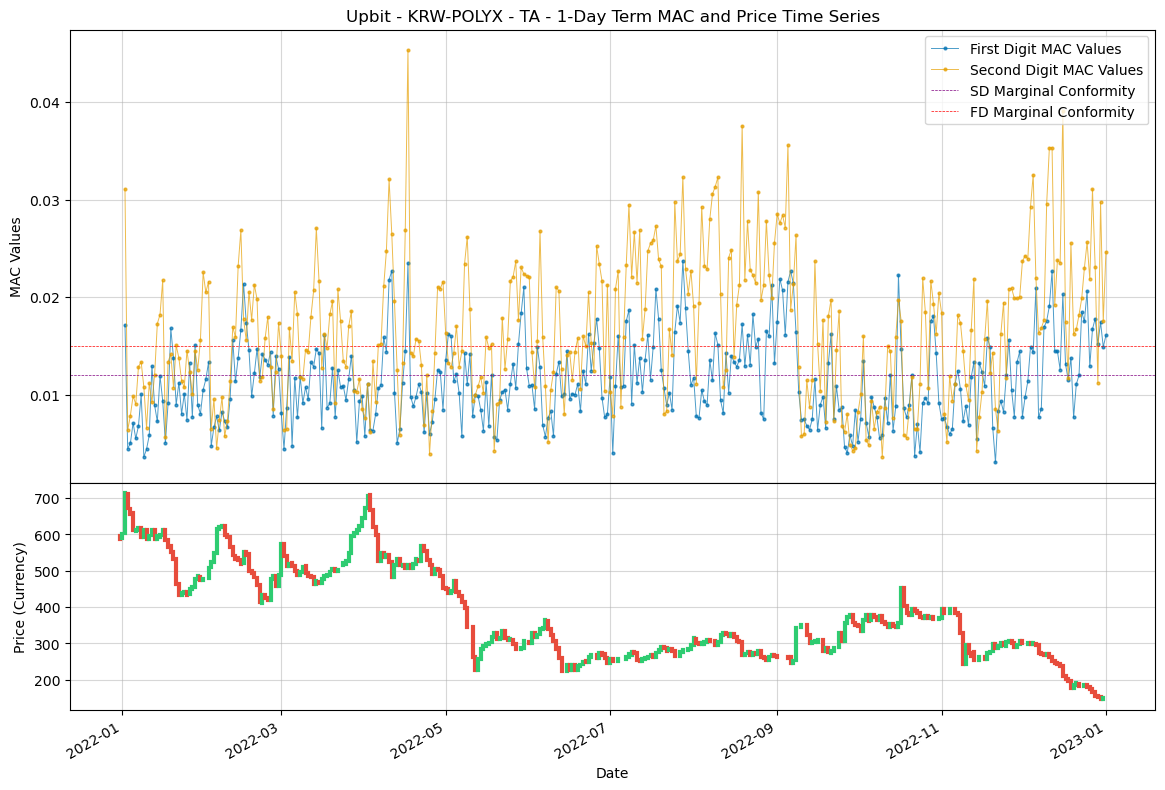 Upbit - KRW-POLYX - TA - 1-Day Term MAC and Price Time Series
First Digit MAC Values
Second Digit MAC Values
SD Marginal Conformity
FD Marginal Conformity
MAC Values
0.04
0.03
0.02
0.01
Price (Currency)
700
600
500
400
300
200
2022-01
2022-03
2022-05
2022-07
2022-09
2022-11
2023-01
Date